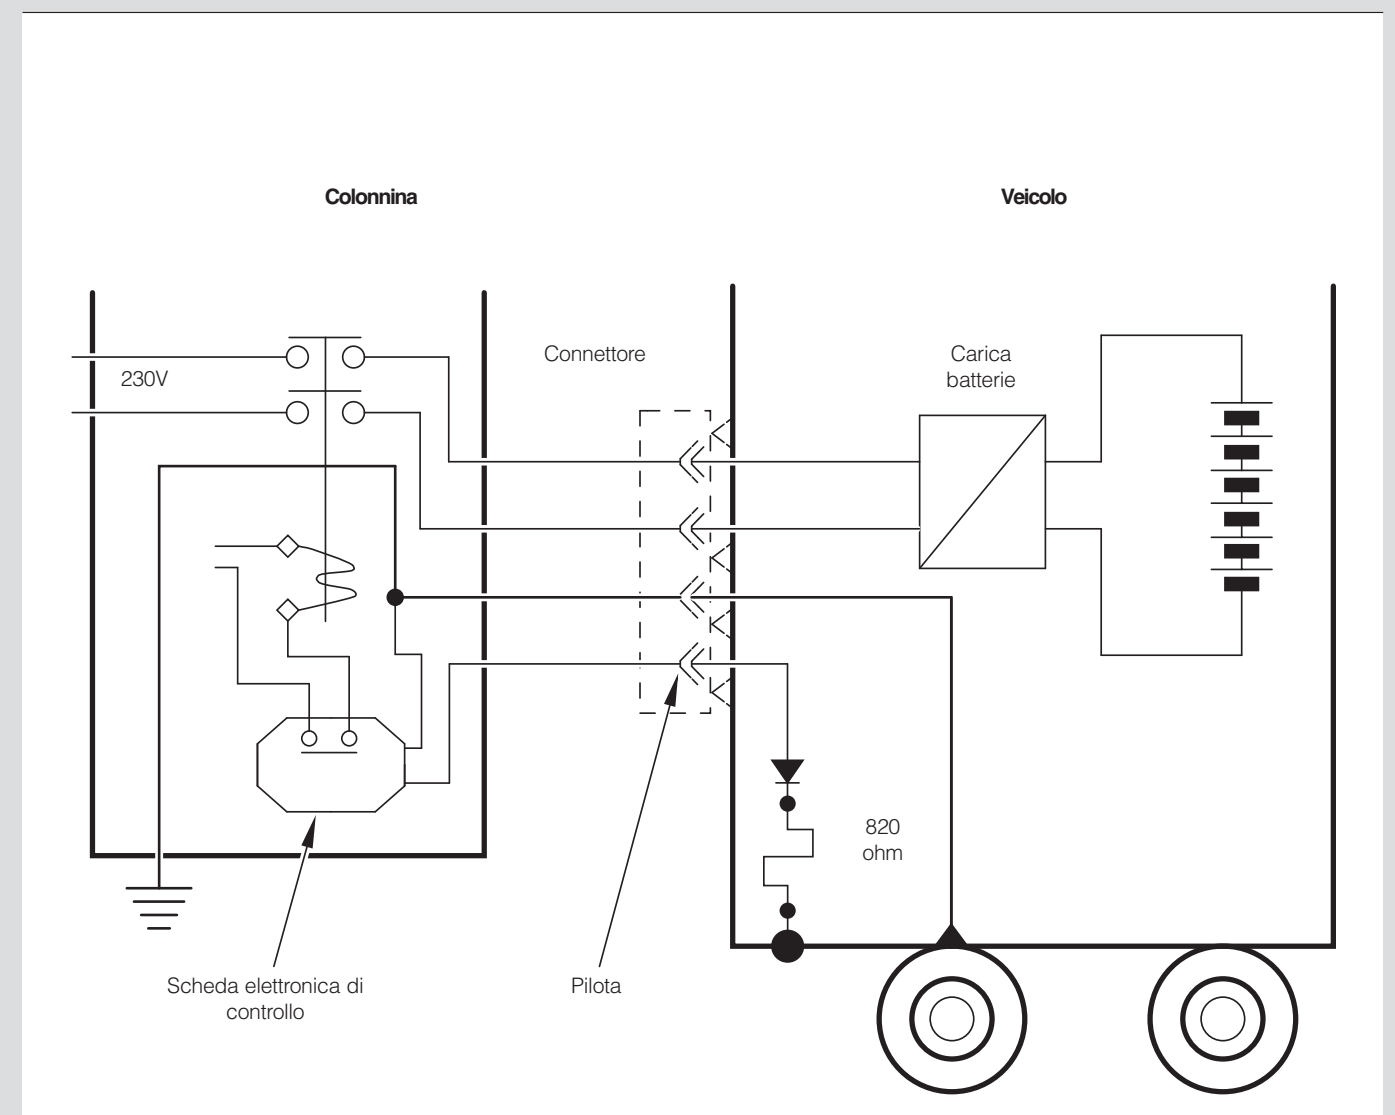 Colonnina
Veicolo
Connettore
Carica
batterie
230V
820
ohm
Scheda elettronica di
controllo
Pilota